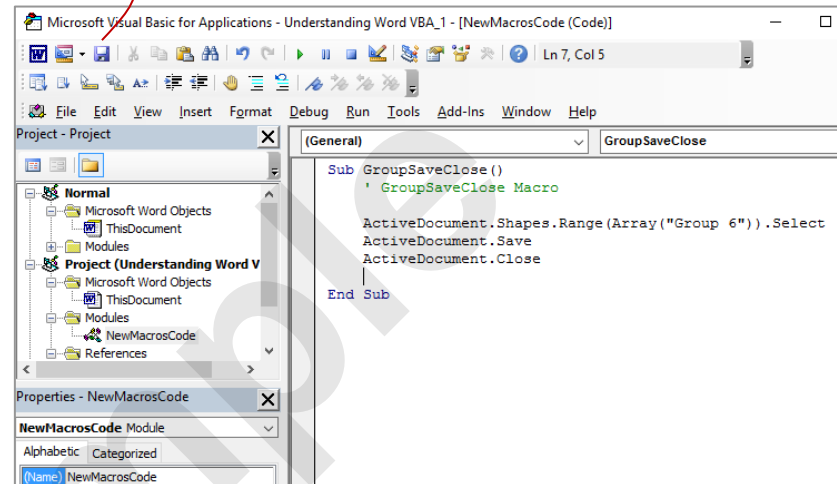 Microsoft Visual Basic for Applications - Understanding Word VBA_1 - [NewMacrosCode (Code)]
Ln 7, Col 5
File Edit View Insert Format Debug Run Tools Add-Ins Window Help
Project - Project
(General) GroupSaveClose
Normal
Microsoft Word Objects
ThisDocument
Modules
Project (Understanding Word V
Microsoft Word Objects
ThisDocument
Modules
NewMacrosCode
References
Sub GroupSaveClose()
' GroupSaveClose Macro
ActiveDocument.Shapes.Range(Array("Group 6")).Select
ActiveDocument.Save
ActiveDocument.Close
End Sub
Properties - NewMacrosCode
NewMacrosCode Module
Alphabetic Categorized
(Name) NewMacrosCode